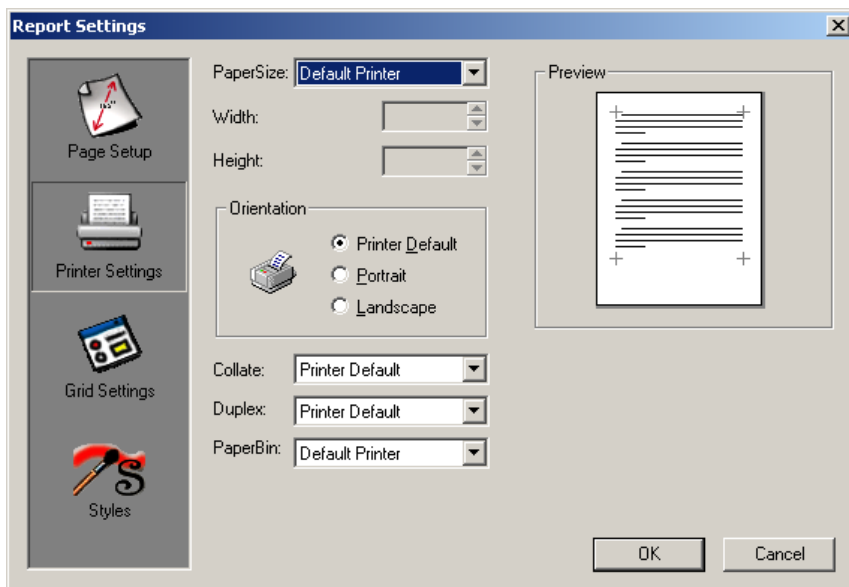 Report Settings
Page Setup
Printer Settings
Grid Settings
Styles
PaperSize: Default Printer
Width:
Height:
Orientation
Printer Default
Portrait
Landscape
Collate: Printer Default
Duplex: Printer Default
PaperBin: Default Printer
Preview
OK Cancel